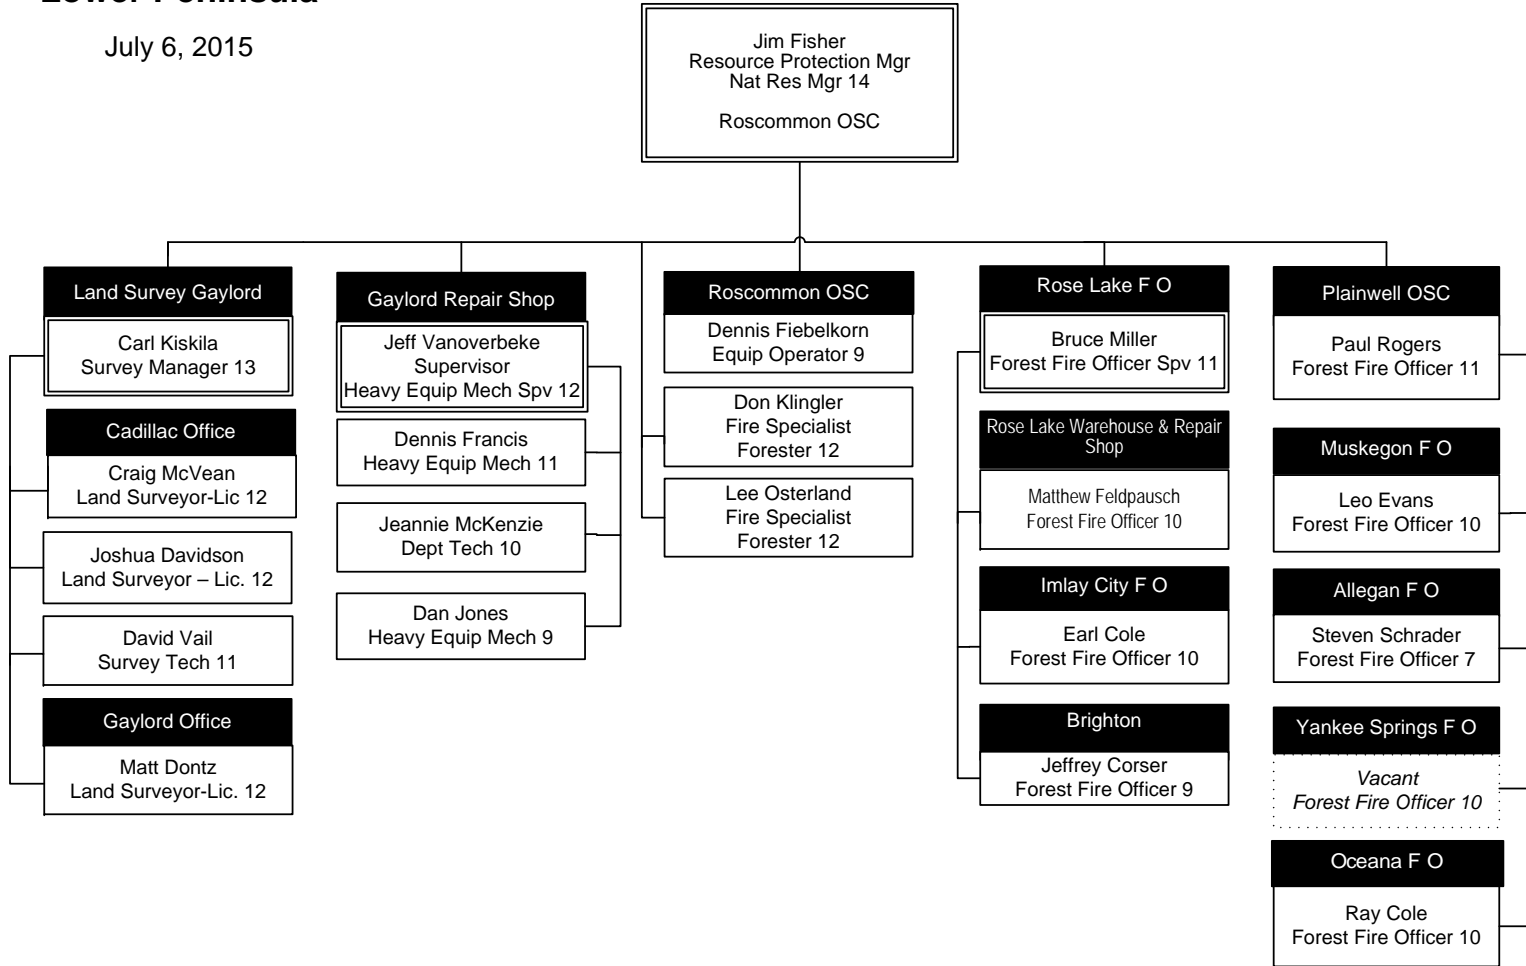 Lower Peninsula
July 6, 2015
Jim Fisher
Resource Protection Mgr
Nat Res Mgr 14
Roscommon OSC
Land Survey Gaylord
Carl Kiskila
Survey Manager 13
Cadillac Office
Craig McVean
Land Surveyor-Lic 12
Joshua Davidson
Land Surveyor – Lic. 12
David Vail
Survey Tech 11
Gaylord Office
Matt Dontz
Land Surveyor-Lic. 12
Gaylord Repair Shop
Jeff Vanoverbeke
Supervisor
Heavy Equip Mech Spv 12
Dennis Francis
Heavy Equip Mech 11
Jeannie McKenzie
Dept Tech 10
Dan Jones
Heavy Equip Mech 9
Roscommon OSC
Dennis Fiebelkorn
Equip Operator 9
Don Klingler
Fire Specialist
Forester 12
Lee Osterland
Fire Specialist
Forester 12
Rose Lake F O
Bruce Miller
Forest Fire Officer Spv 11
Rose Lake Warehouse & Repair
Shop
Matthew Feldpausch
Forest Fire Officer 10
Imlay City F O
Earl Cole
Forest Fire Officer 10
Brighton
Jeffrey Corser
Forest Fire Officer 9
Plainwell OSC
Paul Rogers
Forest Fire Officer 11
Muskegon F O
Leo Evans
Forest Fire Officer 10
Allegan F O
Steven Schrader
Forest Fire Officer 7
Yankee Springs F O
Vacant
Forest Fire Officer 10
Oceana F O
Ray Cole
Forest Fire Officer 10